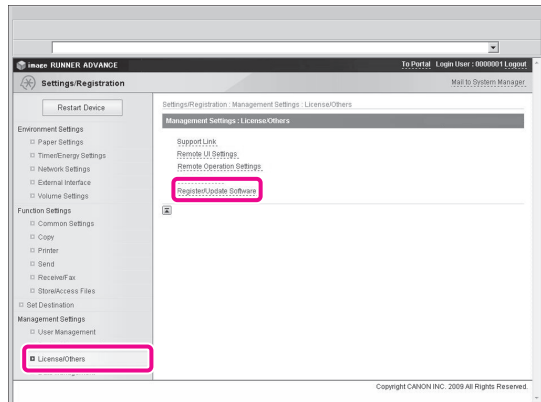 image RUNNER ADVANCE
To Portal Login User : 0000001 Logout
Settings/Registration
Mail to System Manager
Restart Device
Settings/Registration : Management Settings : License/Others
Management Settings : License/Others
Environment Settings
Paper Settings
Timer/Energy Settings
Network Settings
External Interface
Volume Settings
Support Link
Remote UI Settings
Remote Operation Settings
Register/Update Software
Function Settings
Common Settings
Copy
Printer
Send
Receive/Fax
Store/Access Files
Set Destination
Management Settings
User Management
License/Others
Copyright CANON INC. 2009 All Rights Reserved.